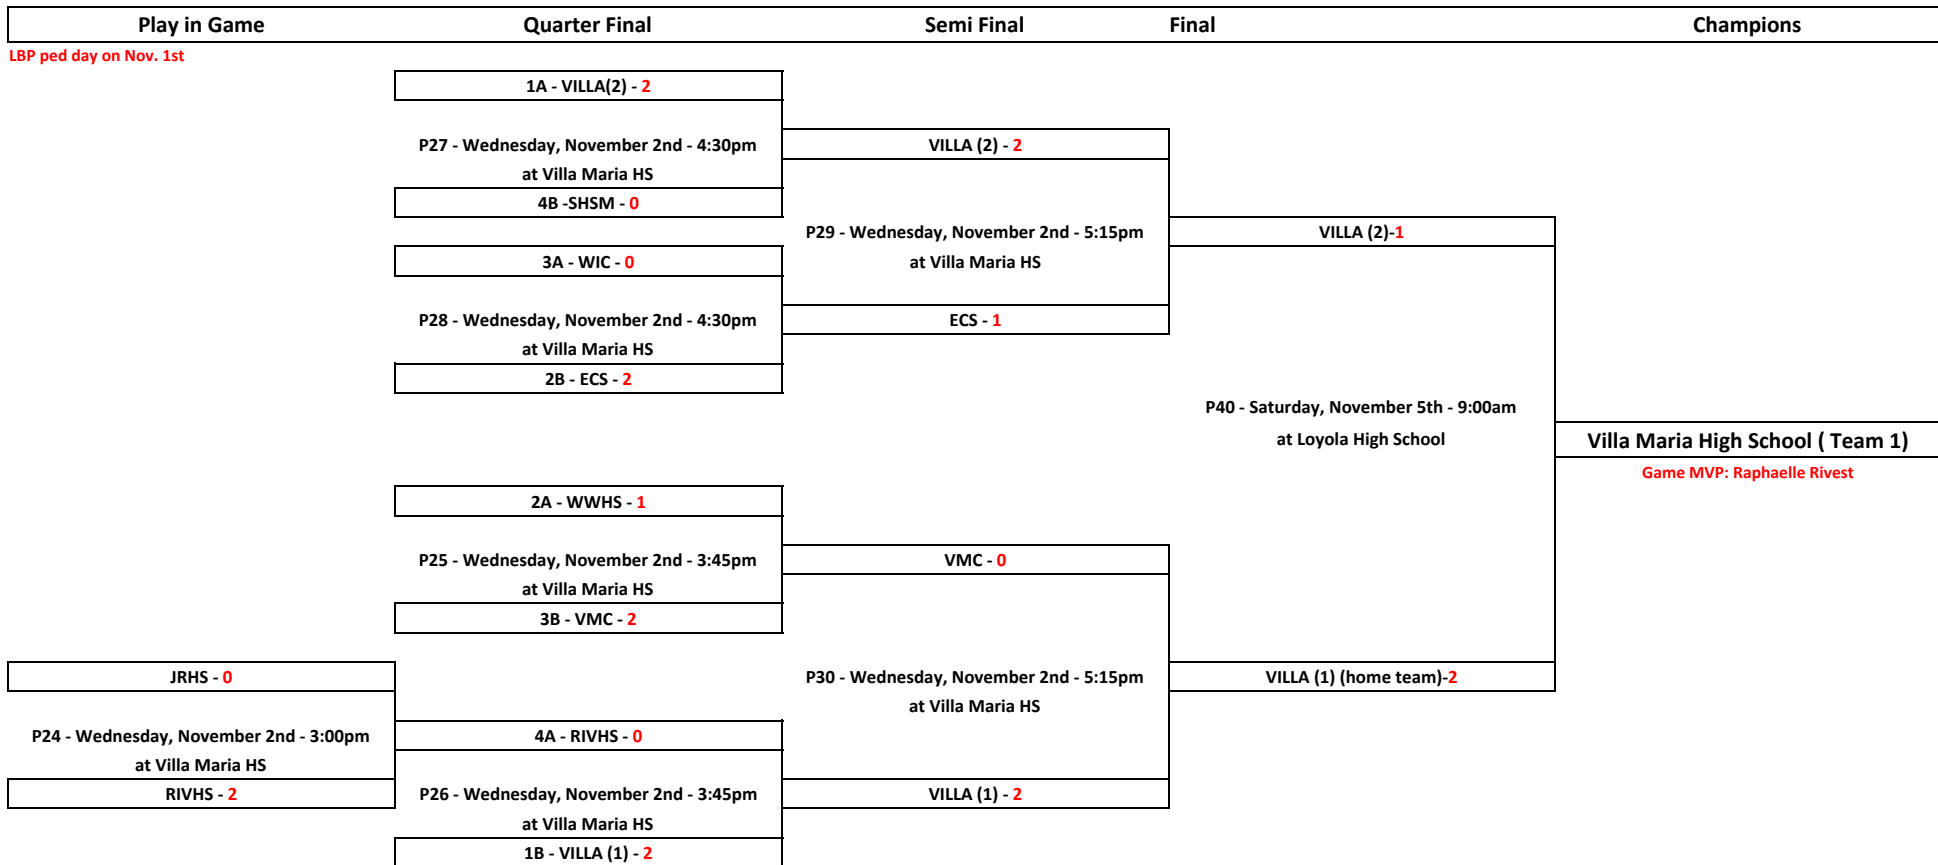 Play in Game Quarter Final Semi Final Final Champions
LBP ped day on Nov. 1st
1A - VILLA(2) - 2
P27 - Wednesday, November 2nd - 4:30pm
at Villa Maria HS
4B -SHSM - 0
3A - WIC - 0
P28 - Wednesday, November 2nd - 4:30pm
at Villa Maria HS
2B - ECS - 2
2A - WWHS - 1
P25 - Wednesday, November 2nd - 3:45pm
at Villa Maria HS
3B - VMC - 2
JRHS - 0
P24 - Wednesday, November 2nd - 3:00pm
at Villa Maria HS
RIVHS - 2
4A - RIVHS - 0
P26 - Wednesday, November 2nd - 3:45pm
at Villa Maria HS
1B - VILLA (1) - 2
VILLA (2) - 2
P29 - Wednesday, November 2nd - 5:15pm
at Villa Maria HS
ECS - 1
VMC - 0
P30 - Wednesday, November 2nd - 5:15pm
at Villa Maria HS
VILLA (1) - 2
VILLA (2)-1
P40 - Saturday, November 5th - 9:00am
at Loyola High School
VILLA (1) (home team)-2
Villa Maria High School ( Team 1)
Game MVP: Raphaelle Rivest